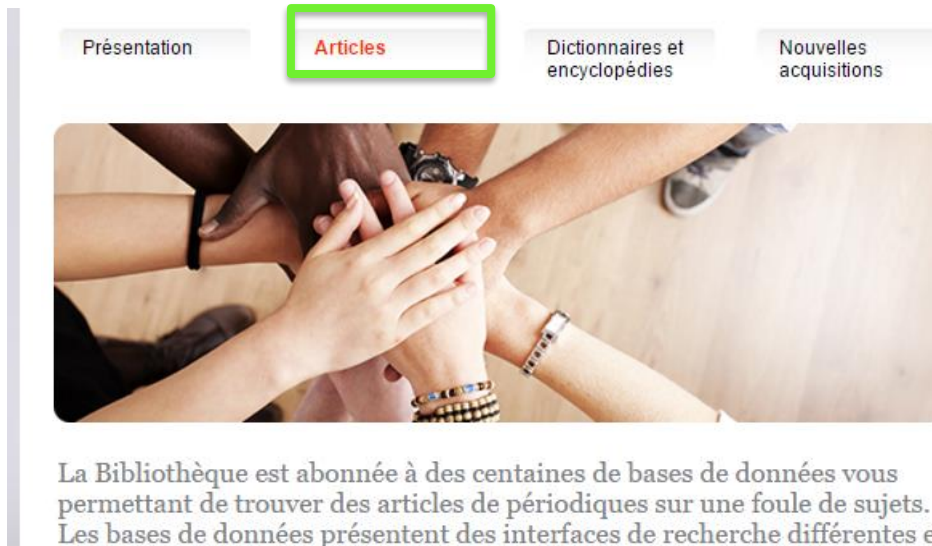 Présentation
Articles
Dictionnaires et
encyclopédies
Nouvelles
acquisitions
La Bibliothèque est abonnée à des centaines de bases de données vous
permettant de trouver des articles de périodiques sur une foule de sujets.
Les bases de données présentent des interfaces de recherche différentes e